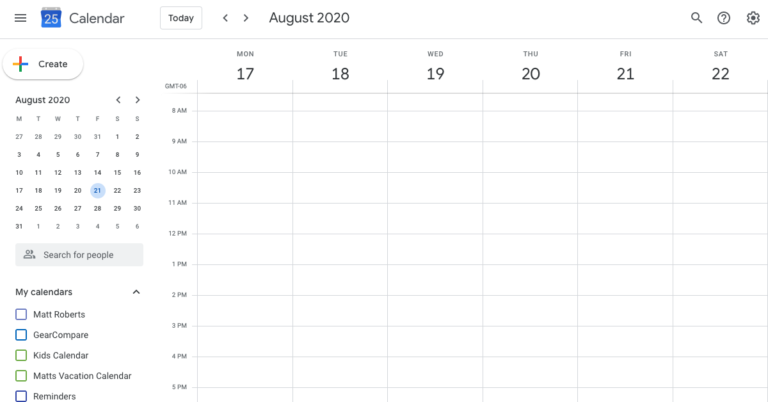 25 Calendar Today August 2020
Create
August 2020
M T W T F S S
27 28 29 30 31 1 2
3 4 5 6 7 8 9
10 11 12 13 14 15 16
17 18 19 20 21 22 23
24 25 26 27 28 29 30
31 1 2 3 4 5 6
Search for people
My calendars
Matt Roberts
GearCompare
Kids Calendar
Matts Vacation Calendar
Reminders
MON TUE WED THU FRI SAT
17 18 19 20 21 22
GMT-06
8 AM
9 AM
10 AM
11 AM
12 PM
1 PM
2 PM
3 PM
4 PM
5 PM